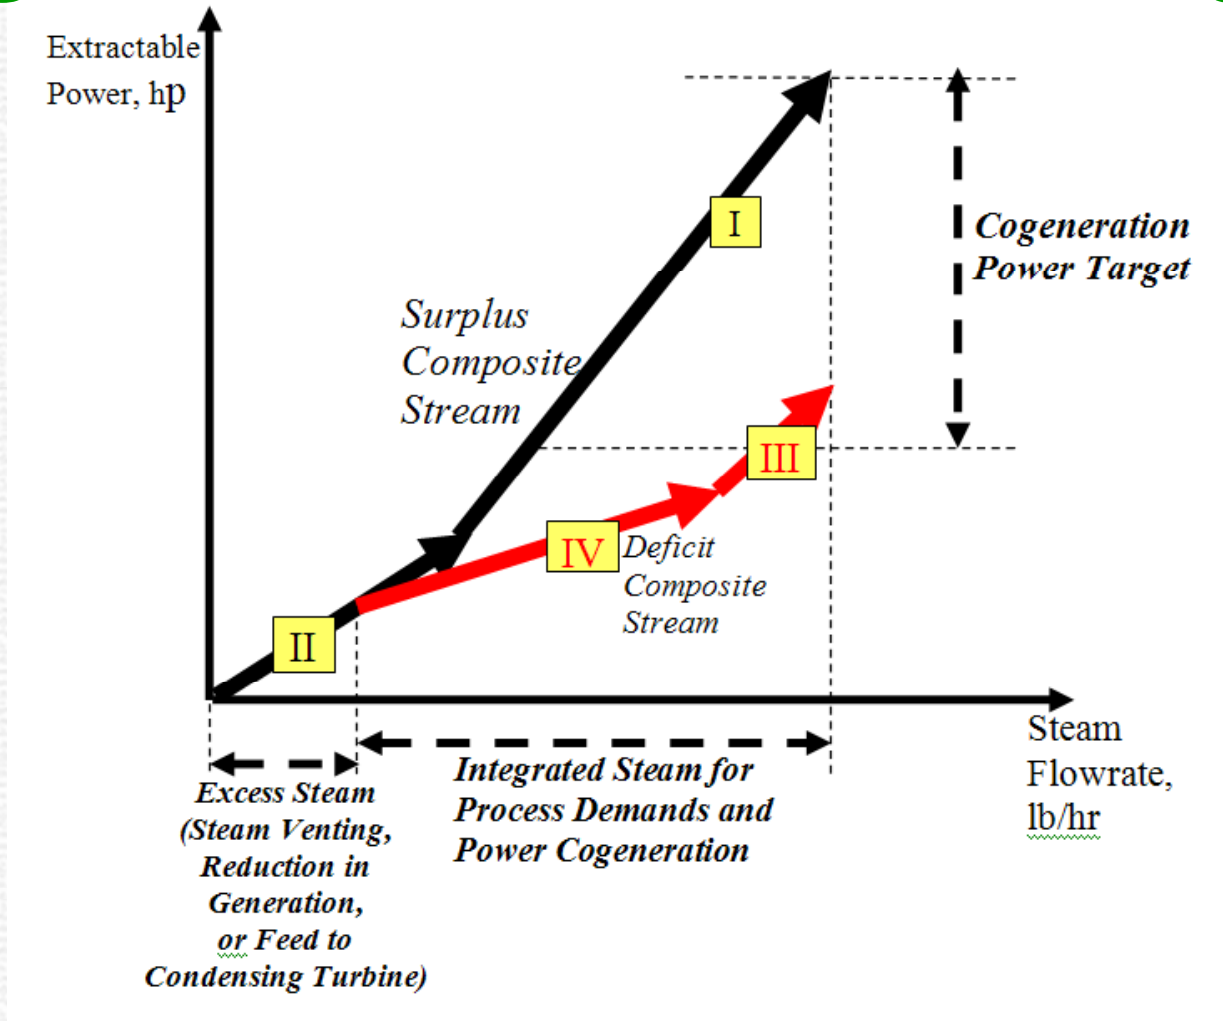 Extractable
Power, hp
I
Cogeneration
Power Target
Surplus
Composite
Stream
III
IV
Deficit
Composite
Stream
II
Steam
Flowrate,
lb/hr
Integrated Steam for
Process Demands and
Power Cogeneration
Excess Steam
(Steam Venting,
Reduction in
Generation,
or Feed to
Condensing Turbine)